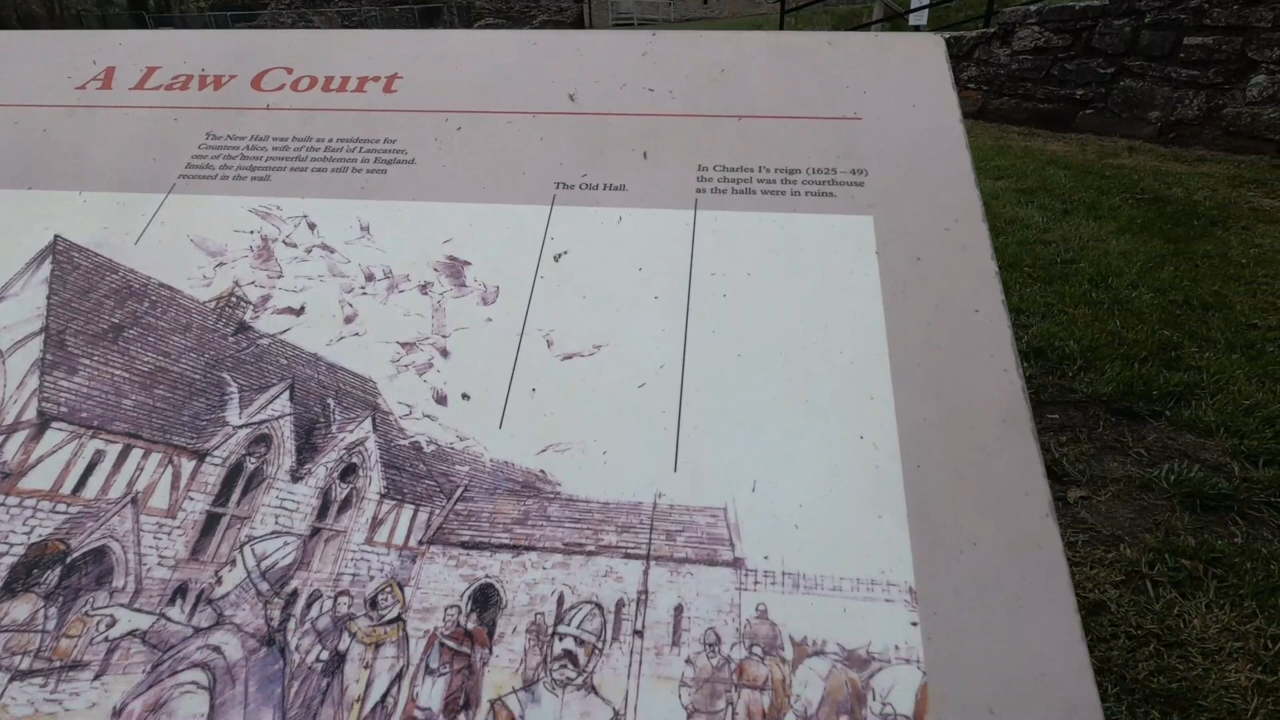 A Law Court
The New Hall was built as a residence for
Countess Alice, wife of the Earl of Lancaster,
one of the most powerful noblemen in England.
Inside, the judgement seat can still be seen
recessed in the wall.
The Old Hall.
In Charles I's reign (1625–49)
the chapel was the courthouse
as the halls were in ruins.